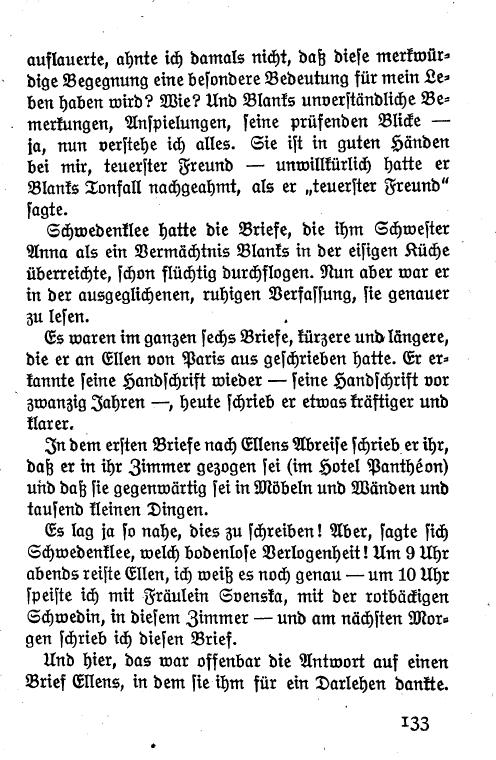 auflauerte, ahnte ich damals nicht, daß diese merkwür-
dige Begegnung eine besondere Bedeutung für mein Le-
ben haben wird? Wie? Und Blanks unverständliche Be-
merkungen, Anspielungen, seine prüfenden Blicke —
ja, nun verstehe ich alles. Sie ist in guten Händen
bei mir, teuerster Freund — unwillkürlich hatte er
Blanks Tonfall nachgeahmt, als er „teuerster Freund“
sagte.
Schwedenklee hatte die Briefe, die ihm Schwester
Anna als ein Vermächtnis Blanks in der eisigen Küche
überreichte, schon flüchtig durchflogen. Nun aber war er
in der ausgeglichenen, ruhigen Verfassung, sie genauer
zu lesen.
Es waren im ganzen sechs Briefe, kürzere und längere,
die er an Ellen von Paris aus geschrieben hatte. Er er-
kannte seine Handschrift wieder — seine Handschrift vor
zwanzig Jahren —, heute schrieb er etwas kräftiger und
klarer.
In dem ersten Briefe nach Ellens Abreise schrieb er ihr,
daß er in ihr Zimmer gezogen sei (im Hotel Panthéon)
und daß sie gegenwärtig sei in Möbeln und Wänden und
tausend kleinen Dingen.
Es lag ja so nahe, dies zu schreiben! Aber, sagte sich
Schwedenklee, welch bodenlose Verlogenheit! Um 9 Uhr
abends reiste Ellen, ich weiß es noch genau — um 10 Uhr
speiste ich mit Fräulein Svenska, mit der rotbäckigen
Schwedin, in diesem Zimmer — und am nächsten Mor-
gen schrieb ich diesen Brief.
Und hier, das war offenbar die Antwort auf einen
Brief Ellens, in dem sie ihm für ein Darlehen dankte.
133